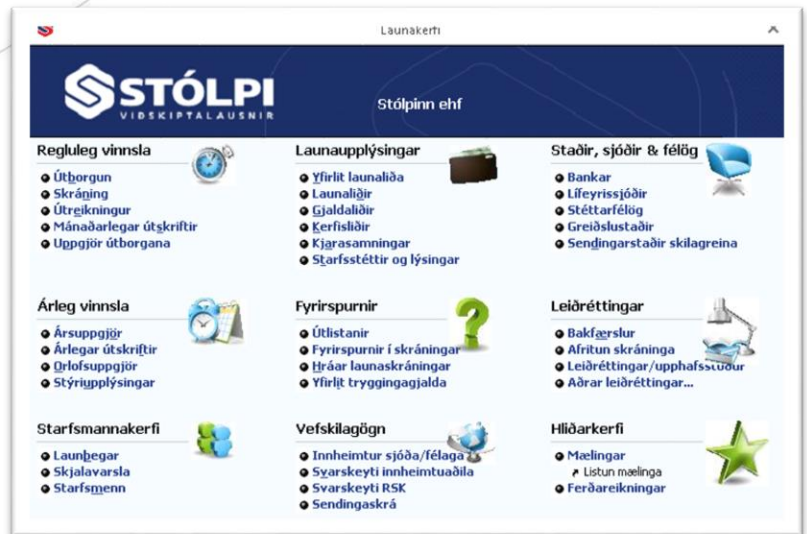 Launakerfi
STÓLPI
VIÐSKIPTALAUSNIR
Stólpinn ehf
Regluleg vinnsla
Útborgun
Skráning
Útreikningur
Mánaðarlegar útskriftir
Uppgjör útborgana
Launaupplýsingar
Yfirlit launaliða
Launaliðir
Gjaldaliðir
Kerfisliðir
Kjarasamningar
Starfsstéttir og lýsingar
Staðir, sjóðir & félög
Bankar
Lífeyrissjóðir
Stéttarfélög
Greiðslustaðir
Sendingarstaðir skilagreina
Árleg vinnsla
Ársuppgjör
Árlegar útskriftir
Orlofsuppgjör
Stýriupplýsingar
Fyrirspurnir
Útlistanir
Fyrirspurnir í skráningar
Hráar launaskráningar
Yfirlit tryggingagjalda
Leiðréttingar
Bakfærslur
Afritun skráninga
Leiðréttingar/upphafsstöður
Aðrar leiðréttingar...
Starfsmannakerfi
Launþegar
Skjalavarsla
Starfsmenn
Vefskilagögn
Innheimtur sjóða/félaga
Svarskeyti innheimtuaðila
Svarskeyti RSK
Sendingaskrá
Hliðarkerfi
Mælingar
Listun mælinga
Ferðareikningar